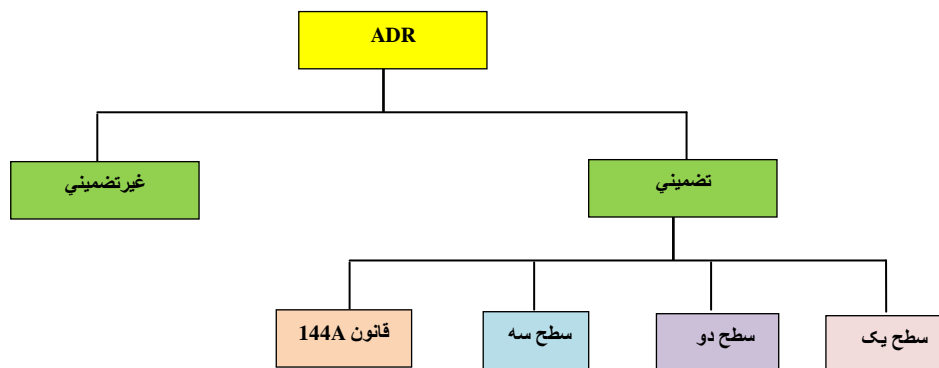 ADR
تضميني
غيرتضميني
سطح یک
سطح دو
سطح سه
قانون 144A